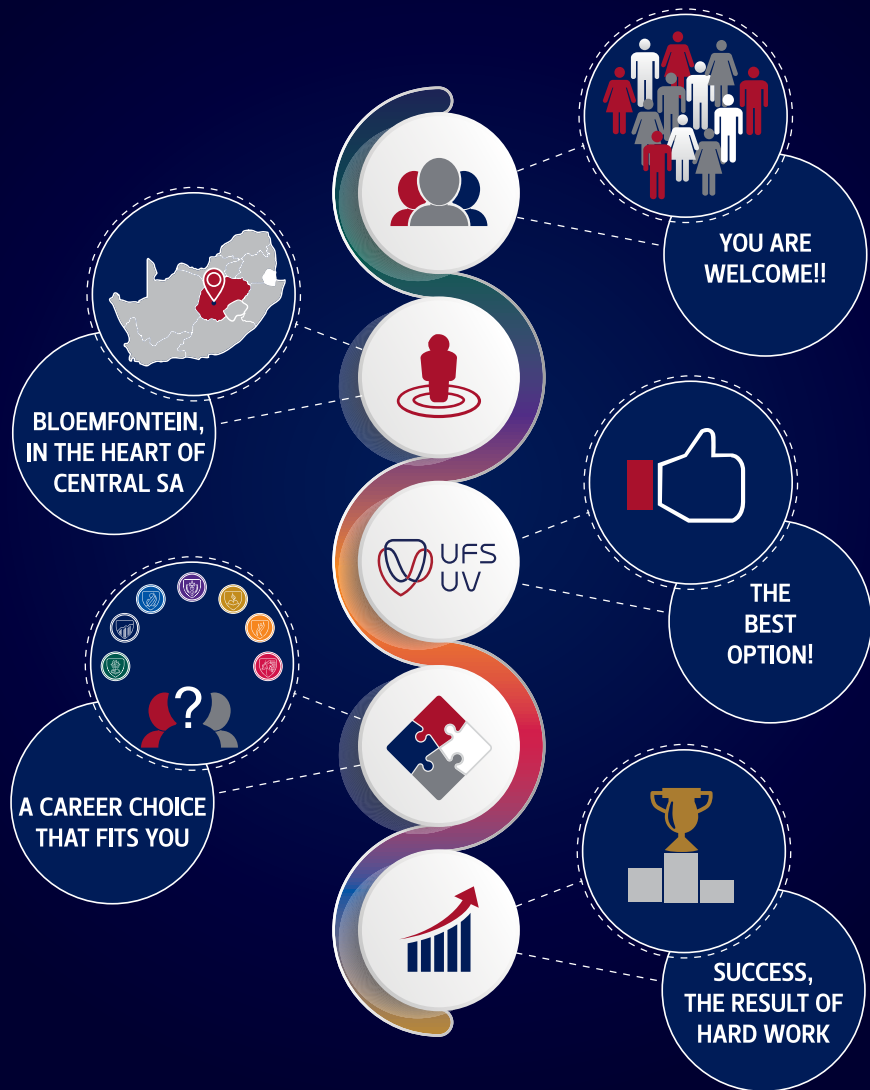 YOU ARE
WELCOME!!
BLOEMFONTEIN,
IN THE HEART OF
CENTRAL SA
UFS
UV
THE
BEST
OPTION!
?
A CAREER CHOICE
THAT FITS YOU
SUCCESS,
THE RESULT OF
HARD WORK